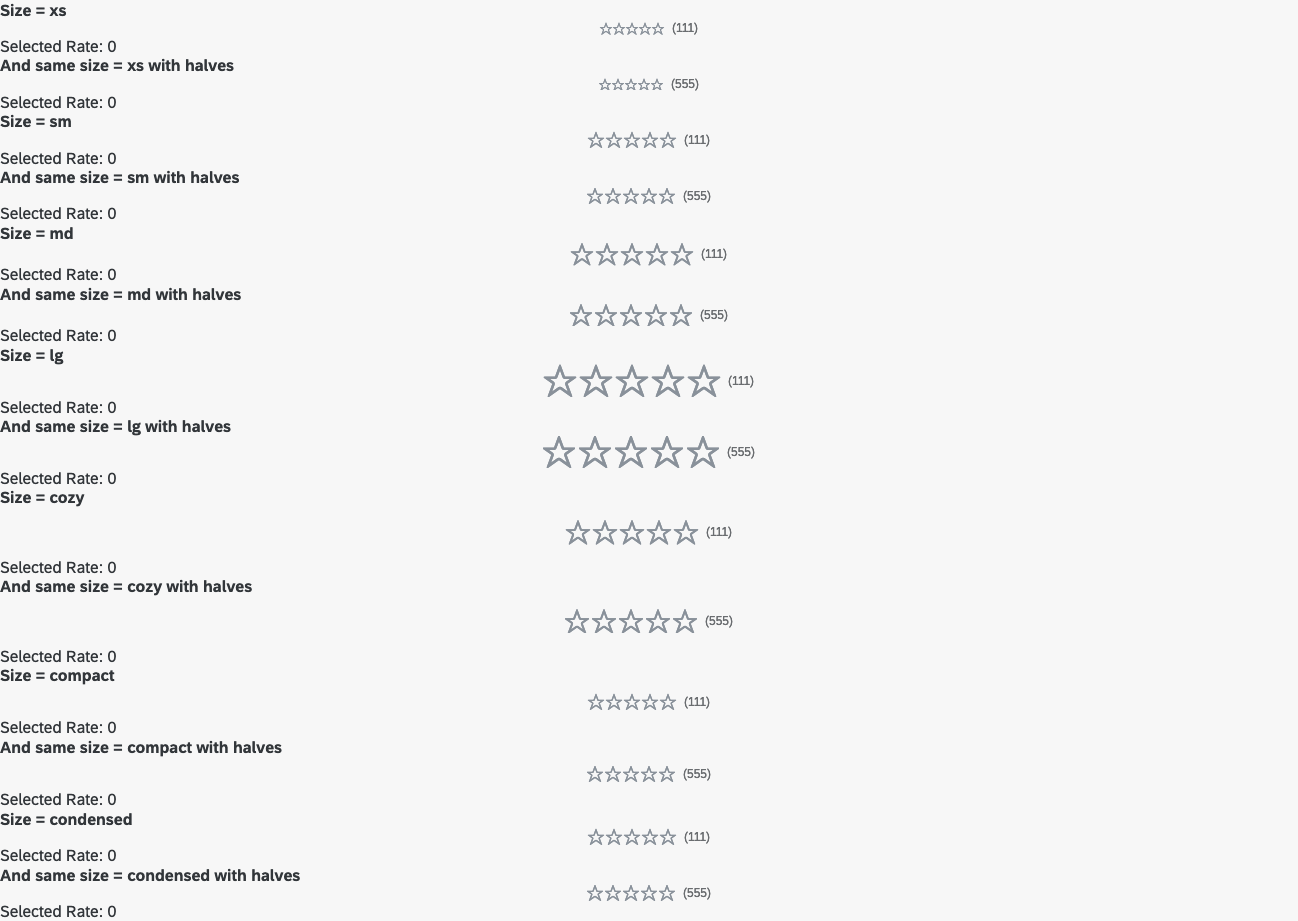 Size = xs
(111)
Selected Rate: 0
And same size = xs with halves
(555)
Selected Rate: 0
Size = sm
(111)
Selected Rate: 0
And same size = sm with halves
(555)
Selected Rate: 0
Size = md
(111)
Selected Rate: 0
And same size = md with halves
(555)
Selected Rate: 0
Size = lg
(111)
Selected Rate: 0
And same size = lg with halves
(555)
Selected Rate: 0
Size = cozy
(111)
Selected Rate: 0
And same size = cozy with halves
(555)
Selected Rate: 0
Size = compact
(111)
Selected Rate: 0
And same size = compact with halves
(555)
Selected Rate: 0
Size = condensed
(111)
Selected Rate: 0
And same size = condensed with halves
(555)
Selected Rate: 0